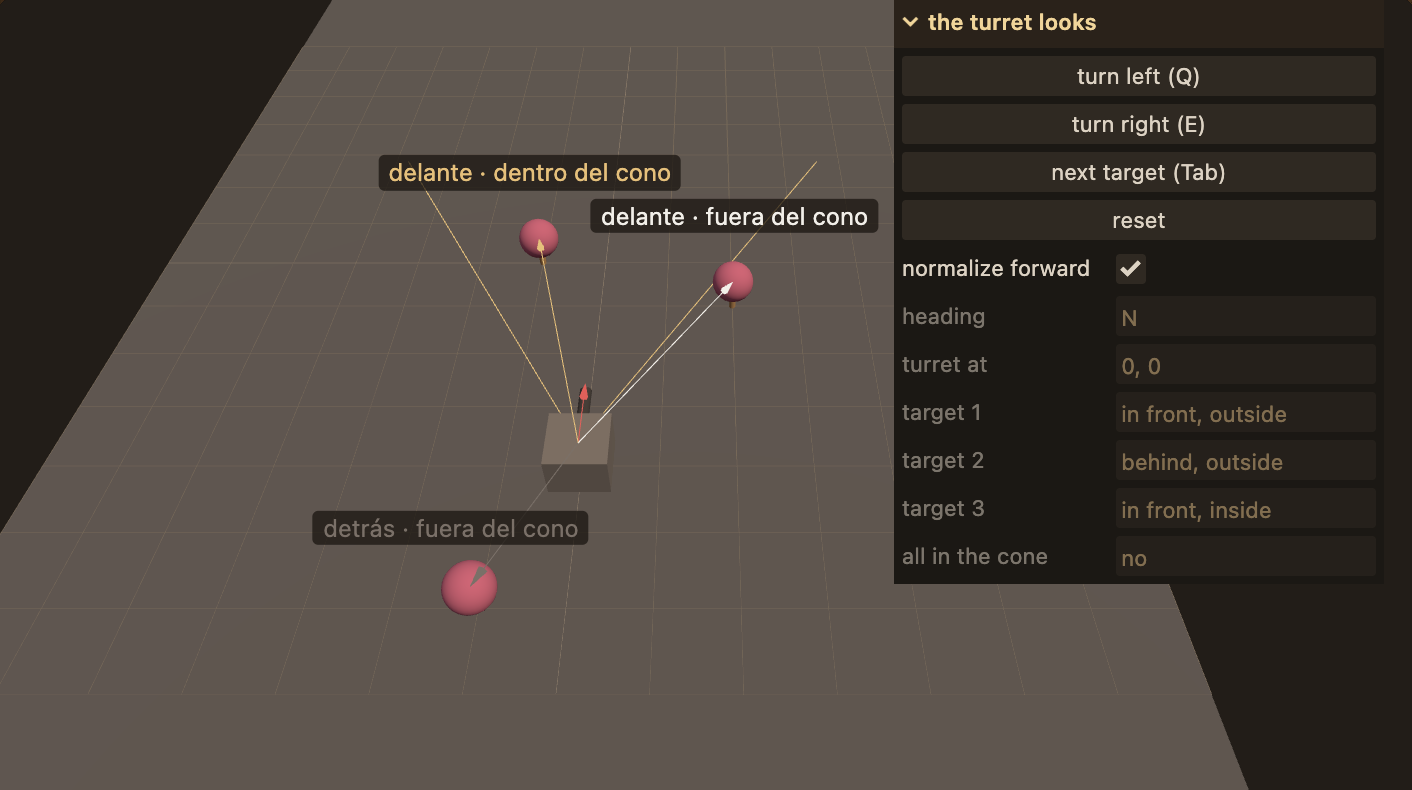 delante · dentro del cono
delante · fuera del cono
detrás · fuera del cono
the turret looks
turn left (Q)
turn right (E)
next target (Tab)
reset
normalize forward
heading N
turret at 0, 0
target 1 in front, outside
target 2 behind, outside
target 3 in front, inside
all in the cone no